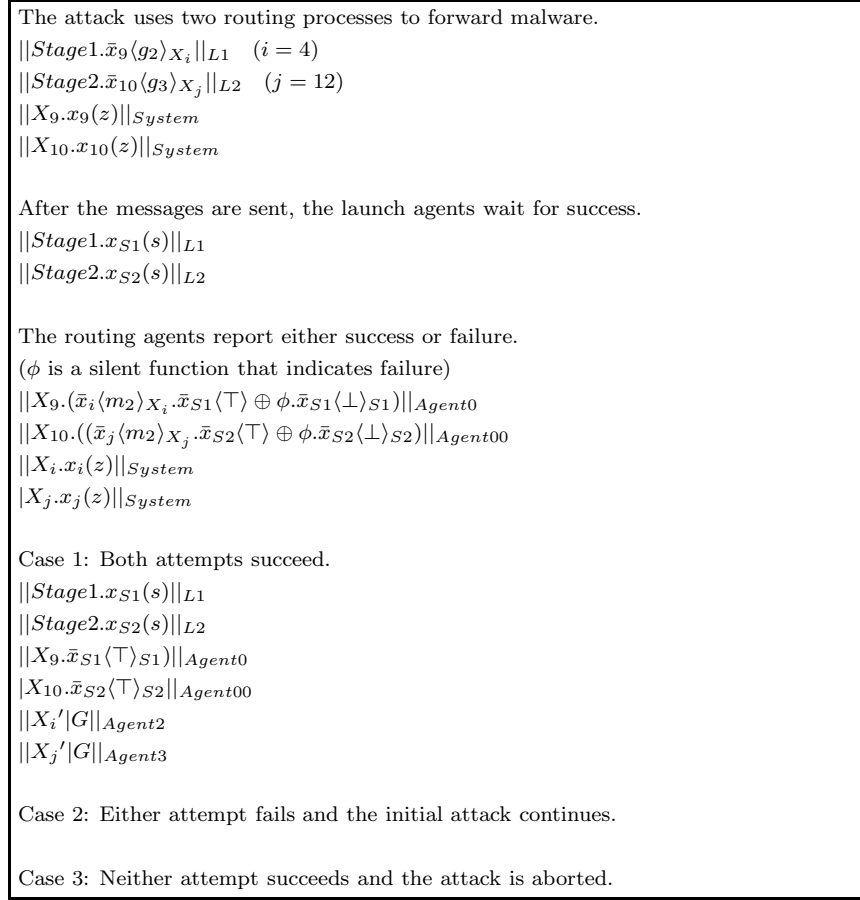 The attack uses two routing processes to forward malware.
||Stage1.x̄₉⟨g2⟩_{X_i}||_{L1} (i = 4)
||Stage2.x̄₁₀⟨g3⟩_{X_j}||_{L2} (j = 12)
||X₉.x₉(z)||_{System}
||X₁₀.x₁₀(z)||_{System}
After the messages are sent, the launch agents wait for success.
||Stage1.x_{S1}(s)||_{L1}
||Stage2.x_{S2}(s)||_{L2}
The routing agents report either success or failure.
(ϕ is a silent function that indicates failure)
||X₉.(x̄_i⟨m₂⟩_{X_i}.x̄_{S1}⟨⊤⟩ ⊕ ϕ.x̄_{S1}⟨⊥⟩_{S1})||_{Agent0}
||X₁₀.((x̄_j⟨m₂⟩_{X_j}.x̄_{S2}⟨⊤⟩ ⊕ ϕ.x̄_{S2}⟨⊥⟩_{S2})||_{Agent00}
||X_i.x_i(z)||_{System}
|X_j.x_j(z)||_{System}
Case 1: Both attempts succeed.
||Stage1.x_{S1}(s)||_{L1}
||Stage2.x_{S2}(s)||_{L2}
||X₉.x̄_{S1}⟨⊤⟩_{S1})||_{Agent0}
|X₁₀.x̄_{S2}⟨⊤⟩_{S2}||_{Agent00}
||X_i′|G||_{Agent2}
||X_j′|G||_{Agent3}
Case 2: Either attempt fails and the initial attack continues.
Case 3: Neither attempt succeeds and the attack is aborted.